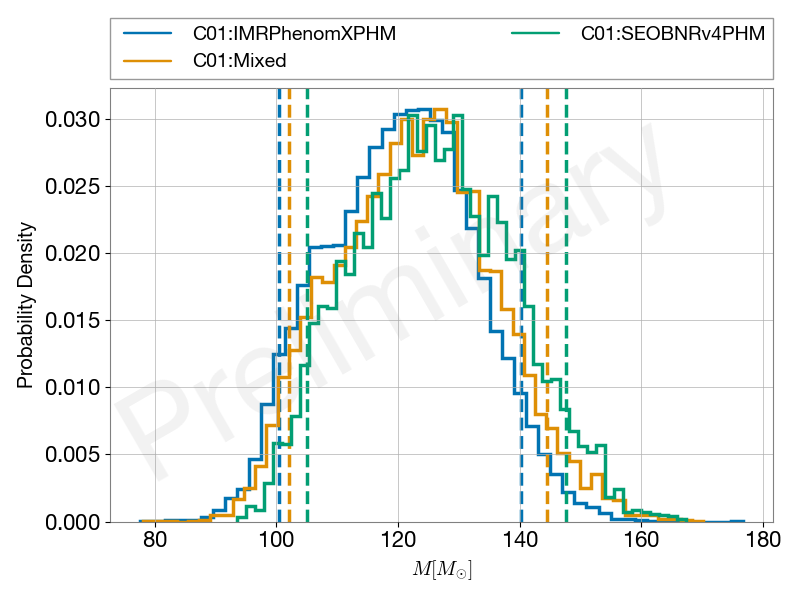 C01:IMRPhenomXPHM
C01:Mixed
C01:SEOBNRv4PHM
Preliminary
Probability Density
0.030
0.025
0.020
0.015
0.010
0.005
0.000
80
100
120
140
160
180
M[M☉]